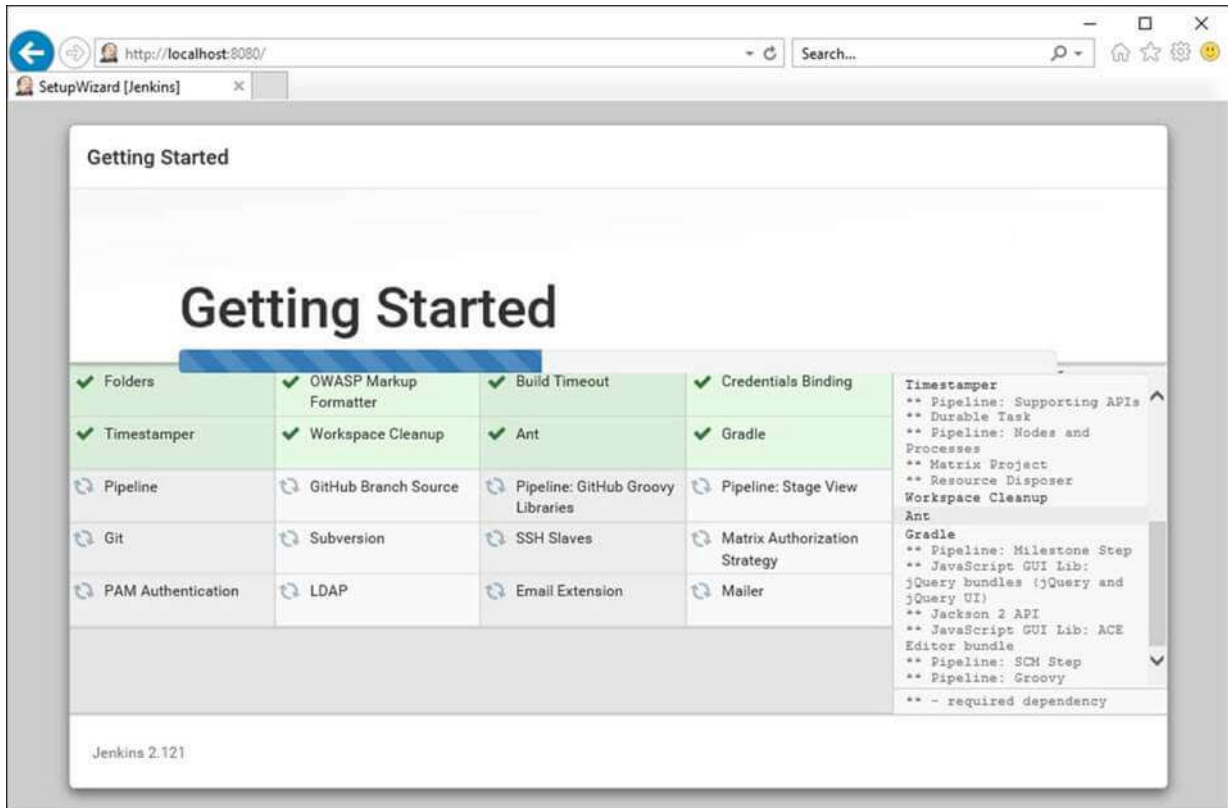 http://localhost:8080/
Search...
SetupWizard [Jenkins]
Getting Started
Getting Started
Folders
OWASP Markup
Formatter
Build Timeout
Credentials Binding
Timestamper
Workspace Cleanup
Ant
Gradle
Pipeline
GitHub Branch Source
Pipeline: GitHub Groovy
Libraries
Pipeline: Stage View
Git
Subversion
SSH Slaves
Matrix Authorization
Strategy
PAM Authentication
LDAP
Email Extension
Mailer
Timestamper
** Pipeline: Supporting APIs
** Durable Task
** Pipeline: Nodes and
Processes
** Matrix Project
** Resource Disposer
Workspace Cleanup
Ant
Gradle
** Pipeline: Milestone Step
** JavaScript GUI Lib:
jQuery bundles (jQuery and
jQuery UI)
** Jackson 2 API
** JavaScript GUI Lib: ACE
Editor bundle
** Pipeline: SCM Step
** Pipeline: Groovy
** - required dependency
Jenkins 2.121